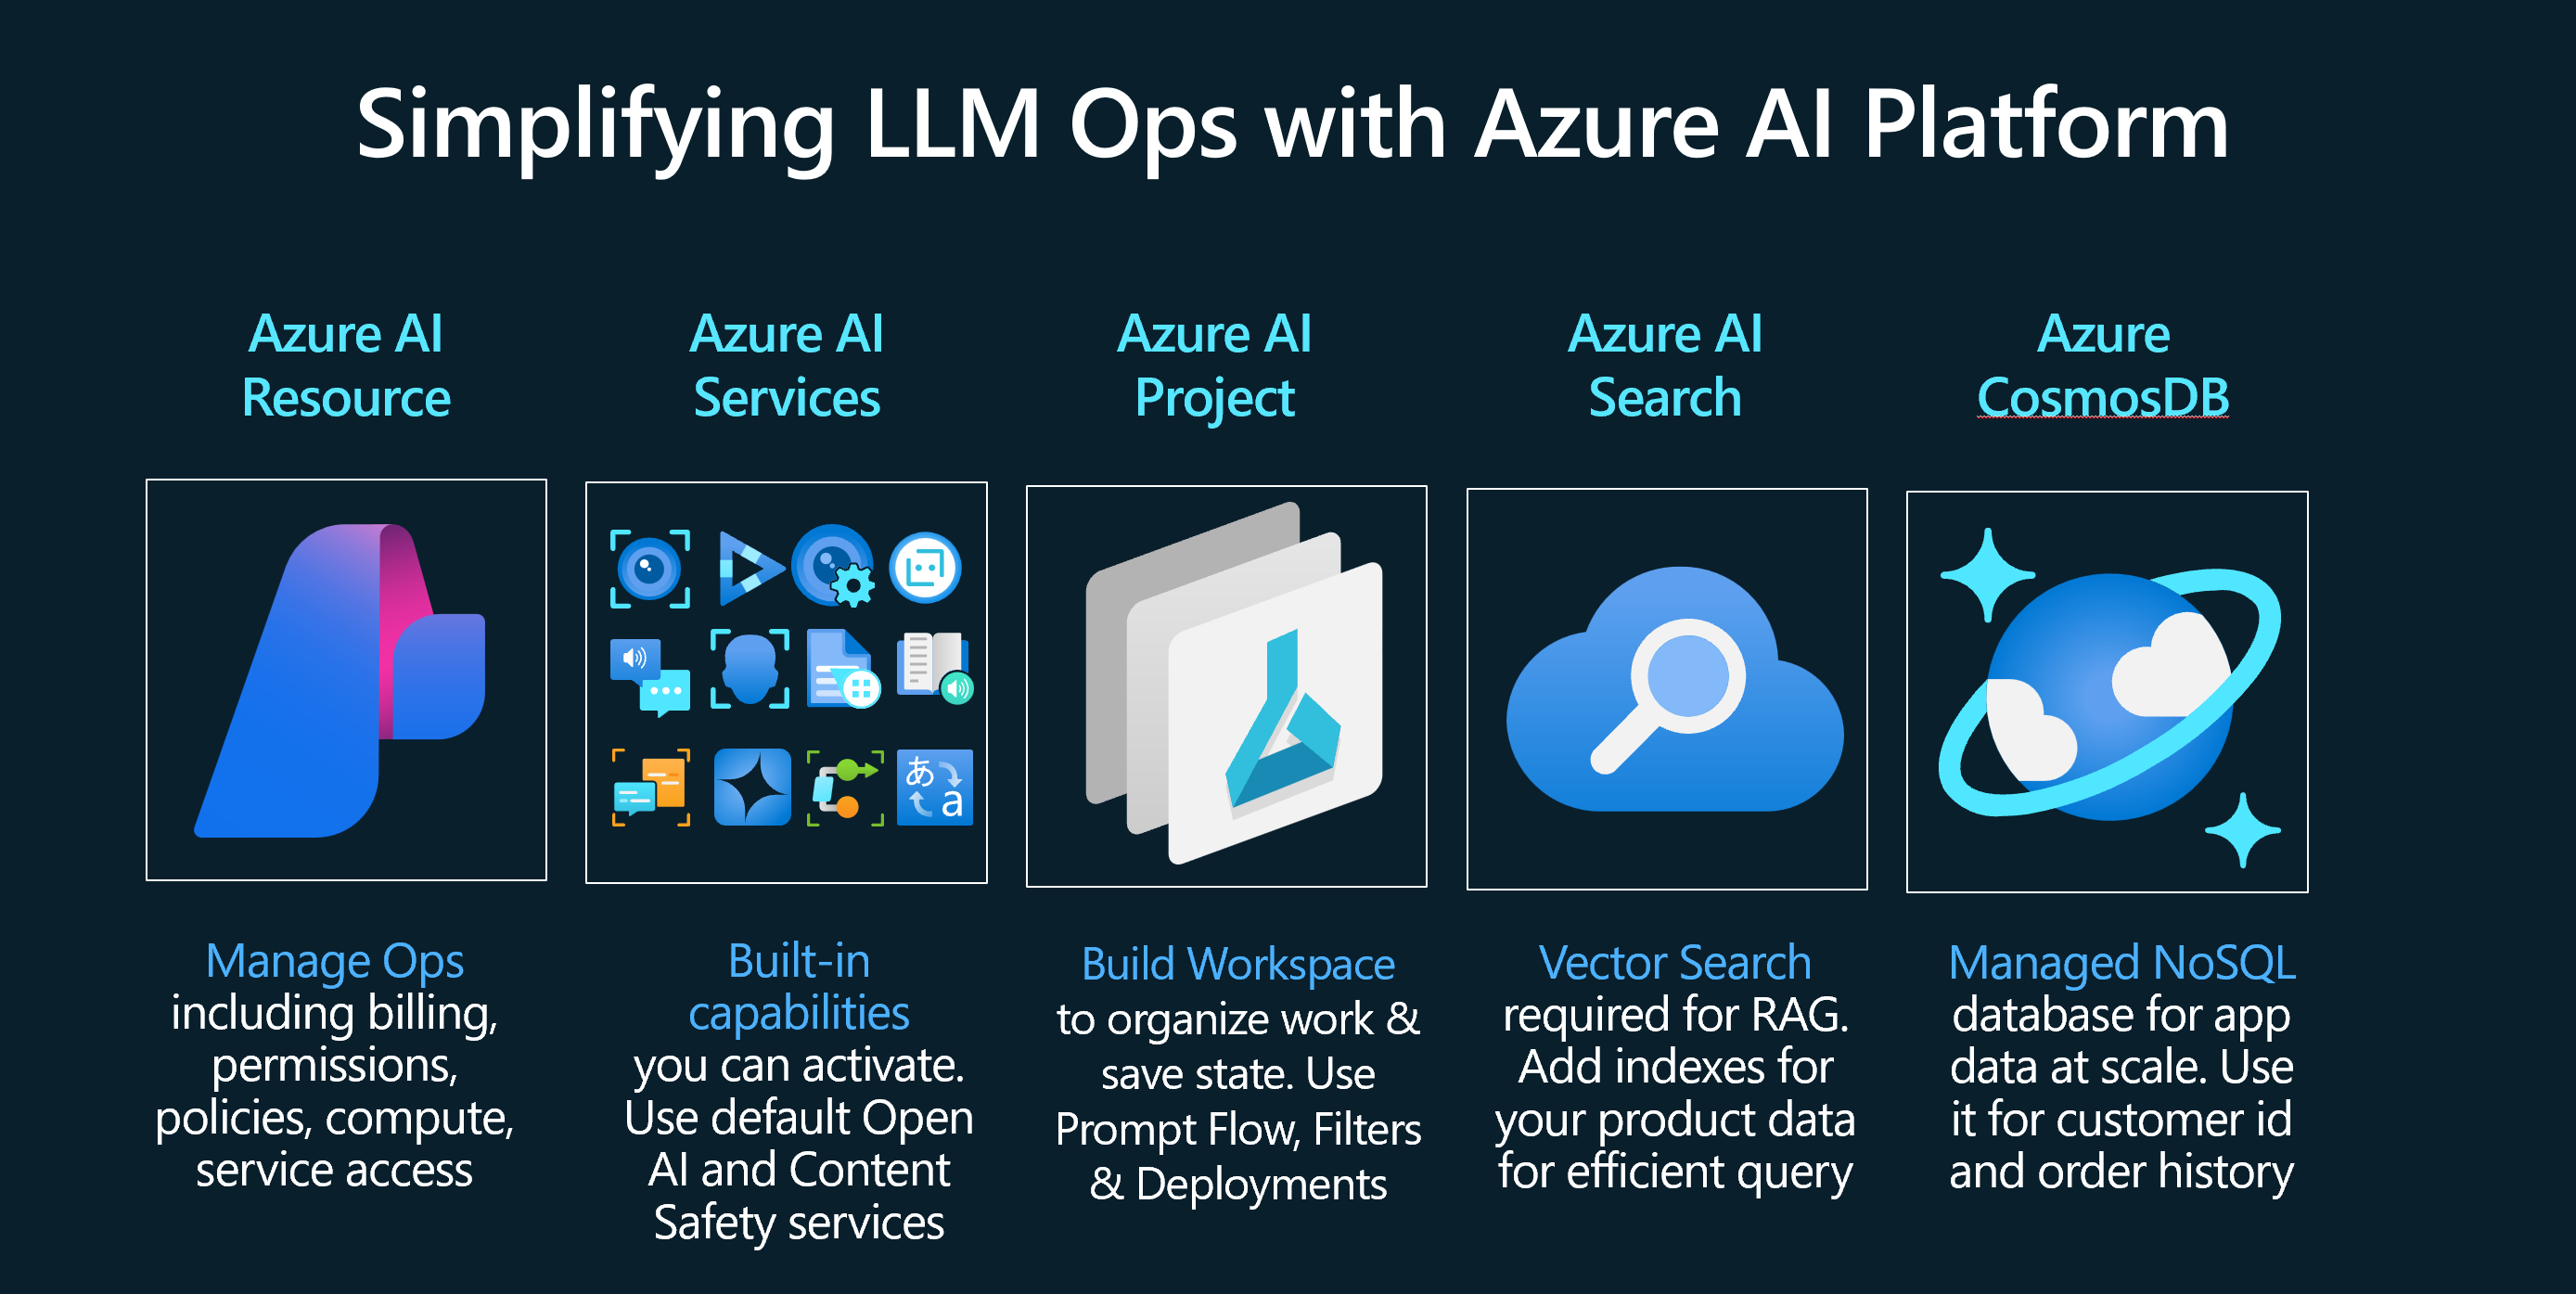 Simplifying LLM Ops with Azure AI Platform
Azure AI
Resource
Azure AI
Services
Azure AI
Project
Azure AI
Search
Azure
CosmosDB
あ
a
Manage Ops
including billing,
permissions,
policies, compute,
service access
Built-in
capabilities
you can activate.
Use default Open
AI and Content
Safety services
Build Workspace
to organize work &
save state. Use
Prompt Flow, Filters
& Deployments
Vector Search
required for RAG.
Add indexes for
your product data
for efficient query
Managed NoSQL
database for app
data at scale. Use
it for customer id
and order history